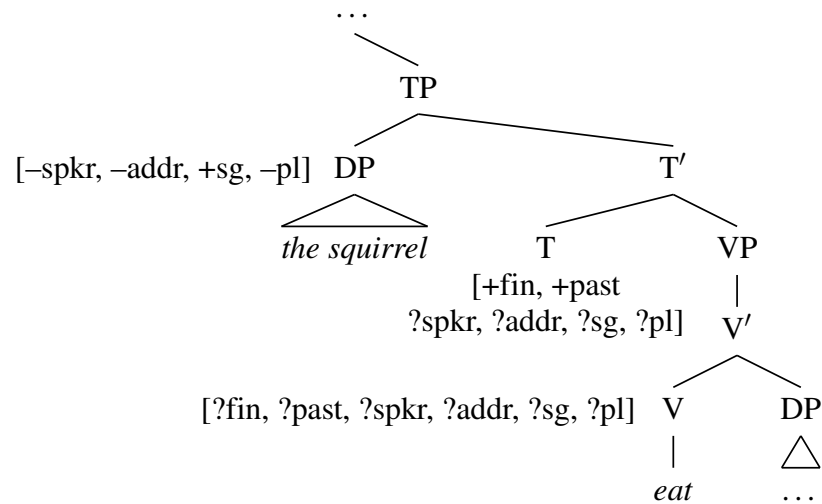 …
TP
[–spkr, –addr, +sg, –pl] DP T′
the squirrel T VP
[+fin, +past
?spkr, ?addr, ?sg, ?pl] V′
[?fin, ?past, ?spkr, ?addr, ?sg, ?pl] V DP
eat …